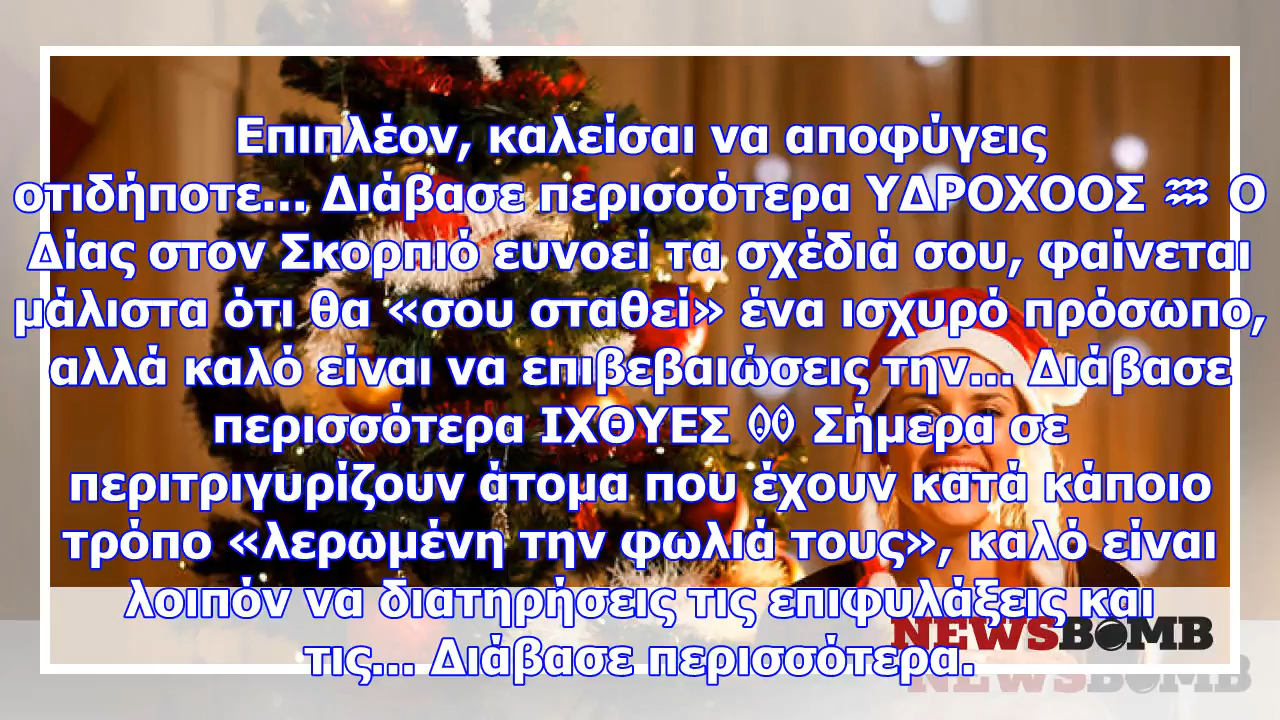 Επιπλέον, καλείσαι να αποφύγεις
οτιδήποτε... Διάβασε περισσότερα ΥΔΡΟΧΟΟΣ ♒ Ο
Δίας στον Σκορπιό ευνοεί τα σχέδιά σου, φαίνεται
μάλιστα ότι θα «σου σταθεί» ένα ισχυρό πρόσωπο,
αλλά καλό είναι να επιβεβαιώσεις την... Διάβασε
περισσότερα ΙΧΘΥΕΣ ♓ Σήμερα σε
περιτριγυρίζουν άτομα που έχουν κατά κάποιο
τρόπο «λερωμένη την φωλιά τους», καλό είναι
λοιπόν να διατηρήσεις τις επιφυλάξεις και
τις... Διάβασε περισσότερα.
NEWSBOMB
NEWSBOMB